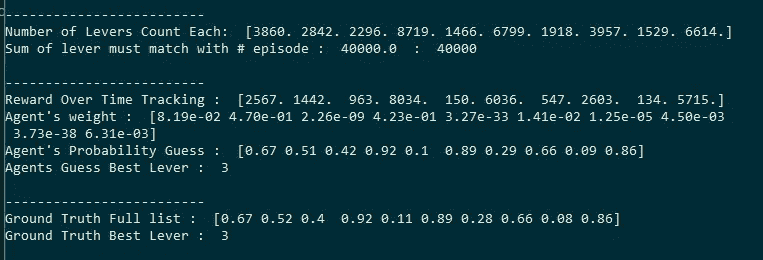 -------------------------
Number of Levers Count Each:  [3860. 2842. 2296. 8719. 1466. 6799. 1918. 3957. 1529. 6614.]
Sum of lever must match with # episode :  40000.0  :  40000
-------------------------
Reward Over Time Tracking :  [2567. 1442.  963. 8034.  150. 6036.  547. 2603.  134. 5715.]
Agent's weight :  [8.19e-02 4.70e-01 2.26e-09 4.23e-01 3.27e-33 1.41e-02 1.25e-05 4.50e-03
 3.73e-38 6.31e-03]
Agent's Probability Guess :  [0.67 0.51 0.42 0.92 0.1  0.89 0.29 0.66 0.09 0.86]
Agents Guess Best Lever :  3
-------------------------
Ground Truth Full list :  [0.67 0.52 0.4  0.92 0.11 0.89 0.28 0.66 0.08 0.86]
Ground Truth Best Lever :  3